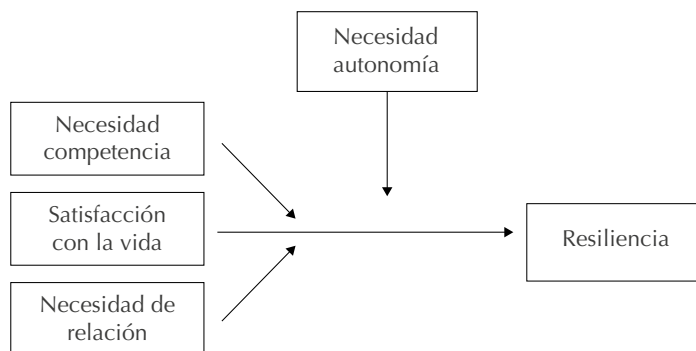 Necesidad
autonomía
Necesidad
competencia
Satisfacción
con la vida
Resiliencia
Necesidad de
relación